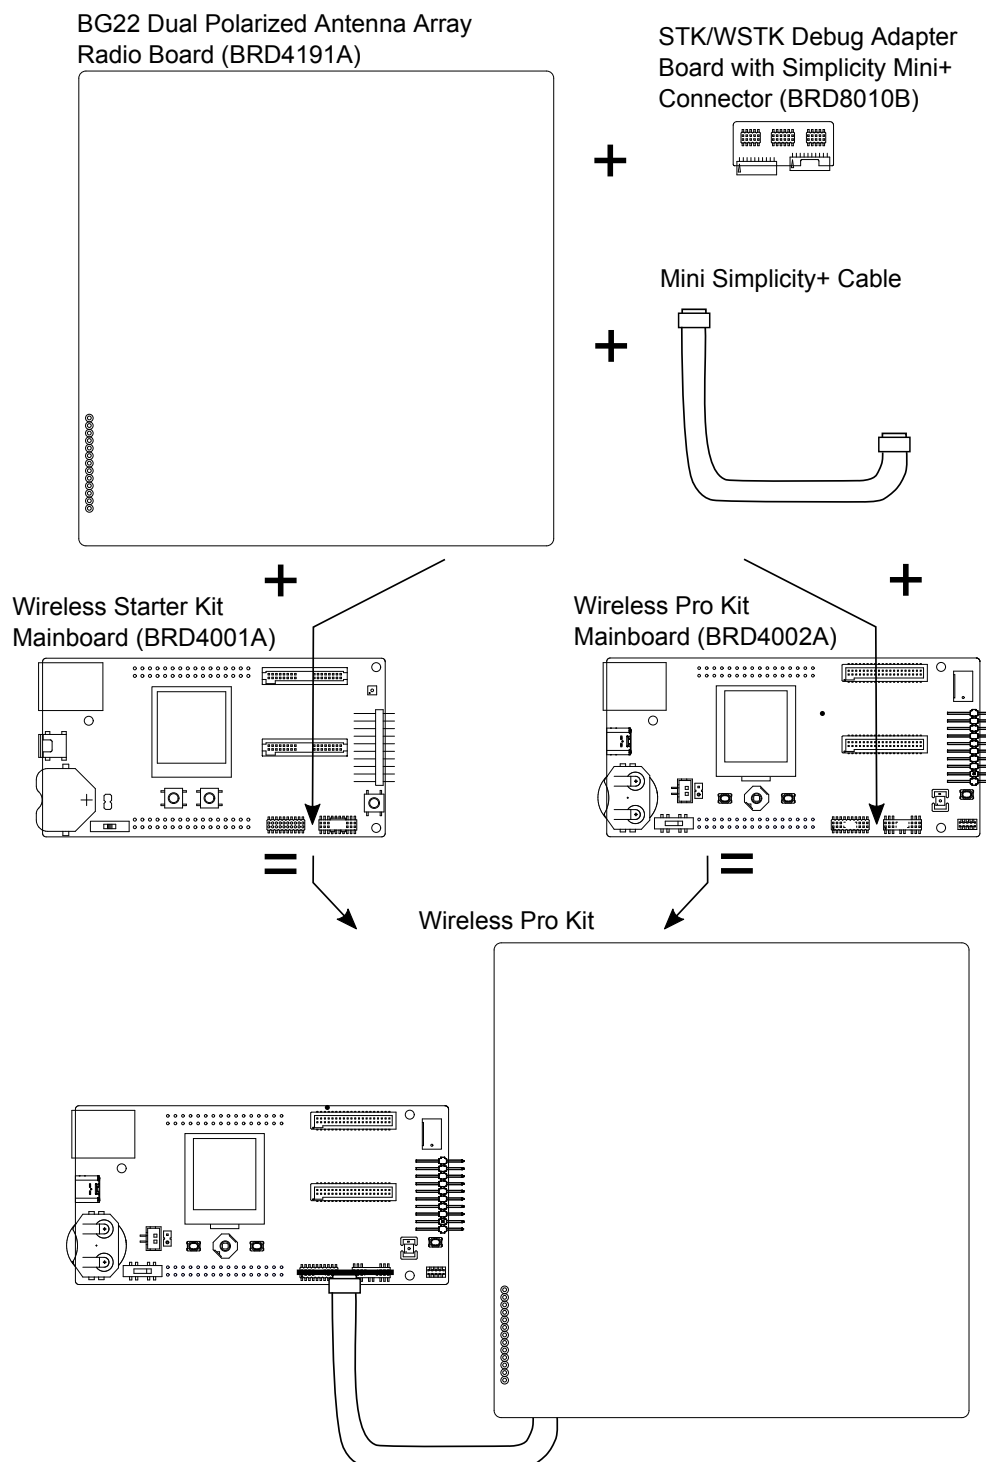 BG22 Dual Polarized Antenna Array
Radio Board (BRD4191A)
STK/WSTK Debug Adapter
Board with Simplicity Mini+
Connector (BRD8010B)
+
Mini Simplicity+ Cable
+
+
+
Wireless Starter Kit
Mainboard (BRD4001A)
Wireless Pro Kit
Mainboard (BRD4002A)
=
=
Wireless Pro Kit